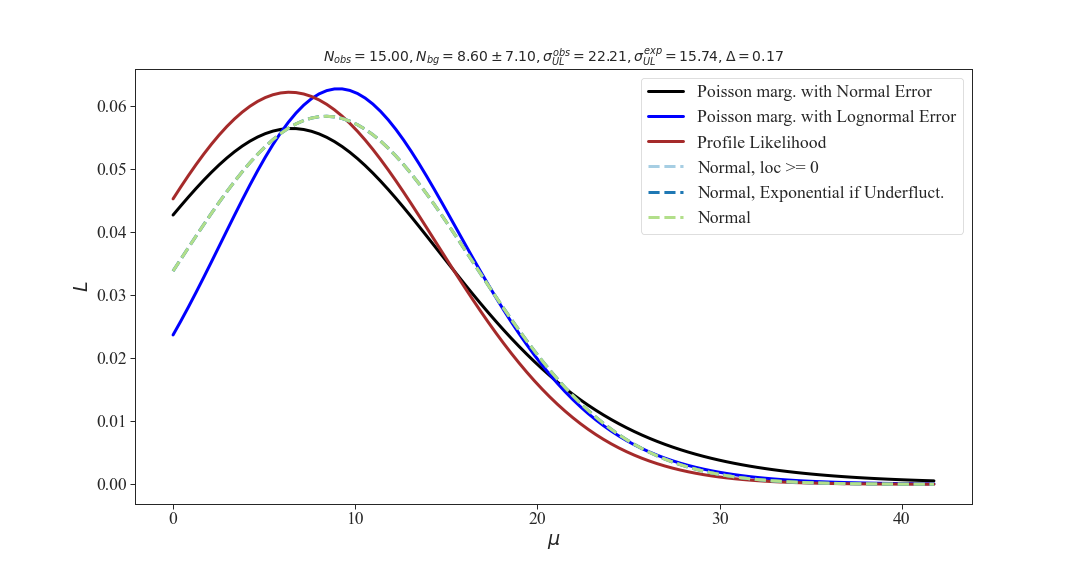 N_obs = 15.00, N_bg = 8.60 ± 7.10, σ_UL^obs = 22.21, σ_UL^exp = 15.74, Δ = 0.17
Poisson marg. with Normal Error
Poisson marg. with Lognormal Error
Profile Likelihood
Normal, loc >= 0
Normal, Exponential if Underfluct.
Normal
0.06
0.05
0.04
0.03
0.02
0.01
0.00
L
0 10 20 30 40
μ